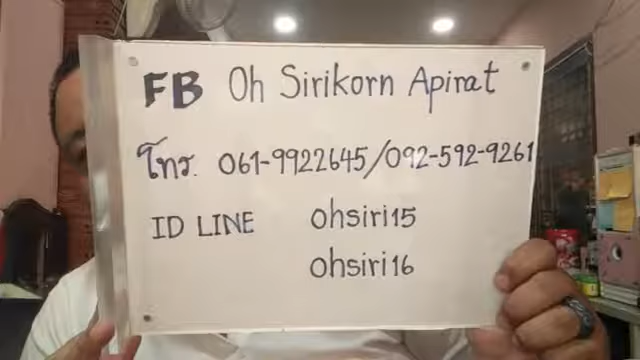 FB Oh Sirikorn Apirat
โทร. 061-9922645/092-592-9261
ID LINE ohsiri15
ohsiri16